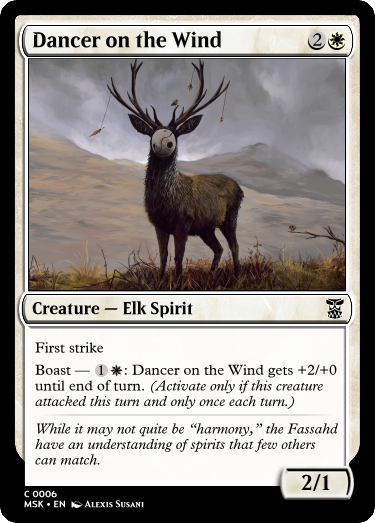 Dancer on the Wind 2
Creature — Elk Spirit
First strike
Boast — 1: Dancer on the Wind gets +2/+0
until end of turn. (Activate only if this creature
attacked this turn and only once each turn.)
While it may not quite be “harmony,” the Fassahd
have an understanding of spirits that few others
can match.
2/1
C 0006
MSK • EN Alexis Susani